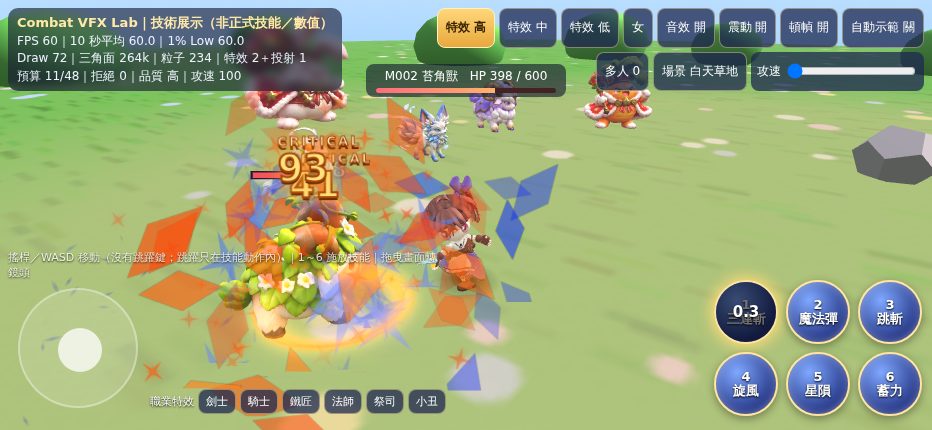 Combat VFX Lab｜技術展示（非正式技能／數值）
FPS 60｜10 秒平均 60.0｜1% Low 60.0
Draw 72｜三角面 264k｜粒子 234｜特效 2＋投射 1
預算 11/48｜拒絕 0｜品質 高｜攻速 100
特效 高
特效 中
特效 低
女
音效 開
震動 開
頓幀 開
自動示範 關
多人 0
場景 白天草地
攻速
M002 苔角獸 HP 398 / 600
CRITICAL
93
ICAL
41
搖桿／WASD 移動（沒有跳躍鍵；跳躍只在技能動作內）｜1～6 施放技能｜拖曳畫面轉
鏡頭
1
0.3
三連斬
2
魔法彈
3
跳斬
4
旋風
5
星隕
6
蓄力
職業特效
劍士
騎士
鐵匠
法師
祭司
小丑